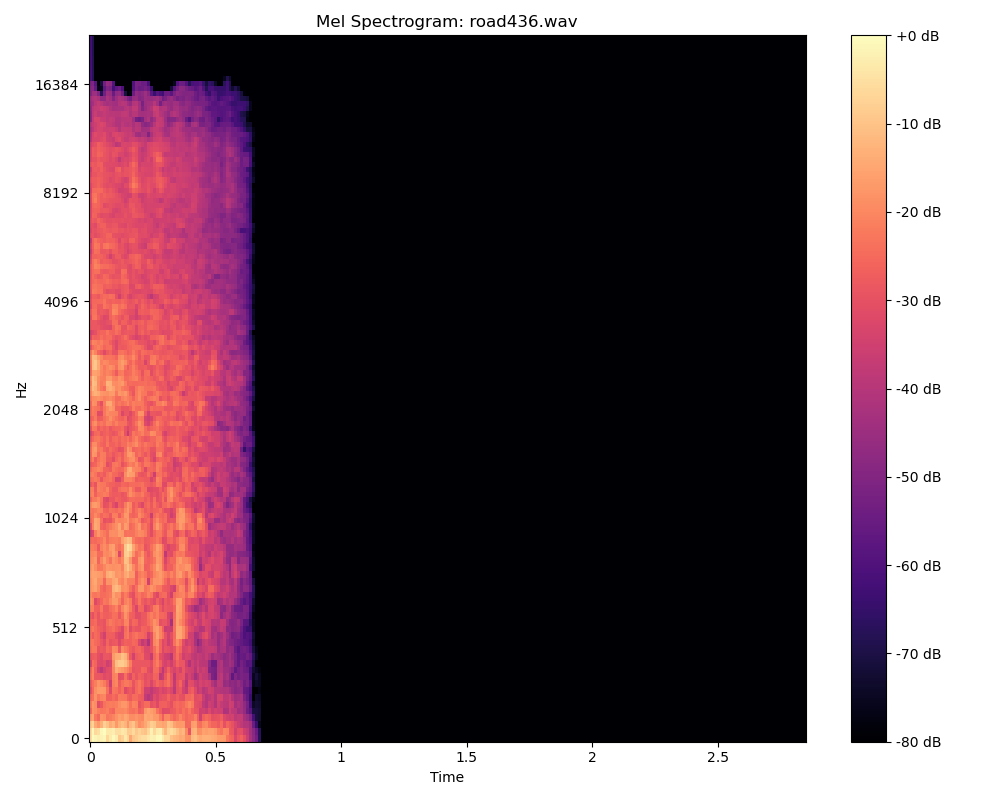 Mel Spectrogram: road436.wav
+0 dB
16384
-10 dB
8192
-20 dB
4096
-30 dB
Hz
2048
-40 dB
-50 dB
1024
-60 dB
512
-70 dB
0
-80 dB
0 0.5 1 1.5 2 2.5
Time